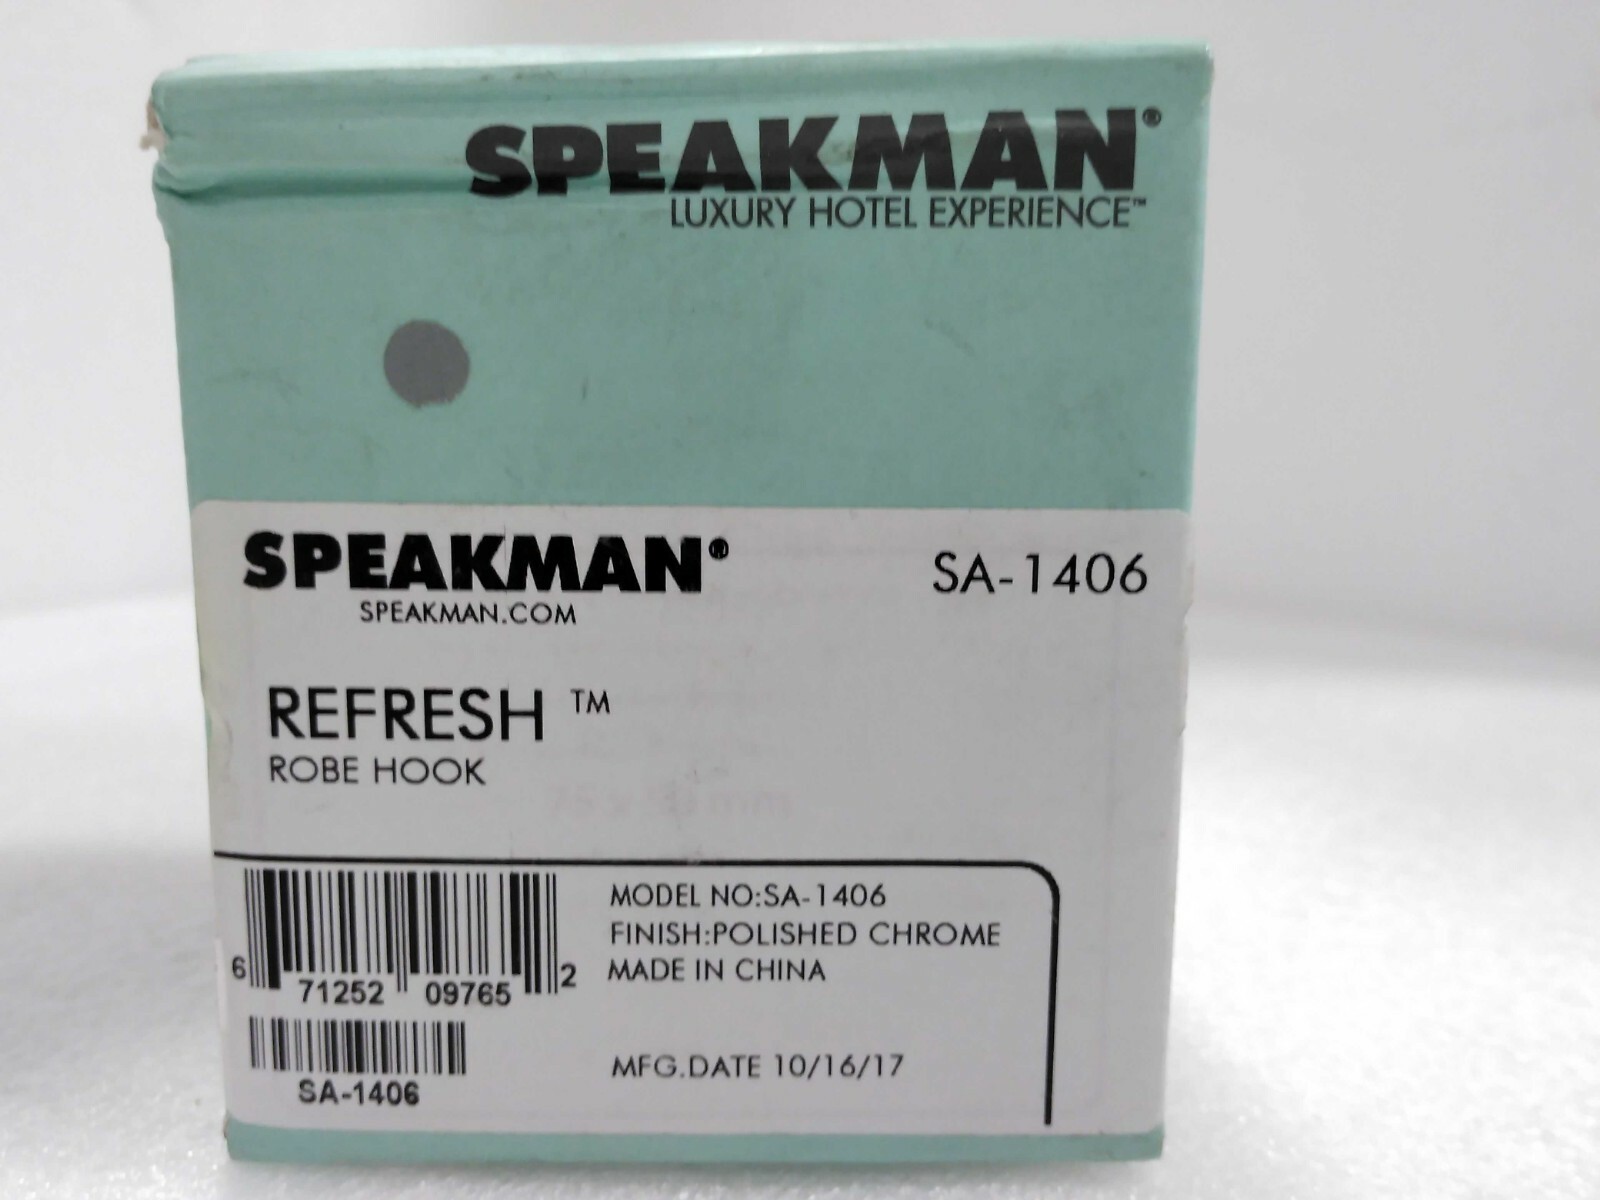 SPEAKMAN®
LUXURY HOTEL EXPERIENCE™
SPEAKMAN®
SA-1406
SPEAKMAN.COM
REFRESH ™
ROBE HOOK
MODEL NO:SA-1406
FINISH:POLISHED CHROME
MADE IN CHINA
6 71252 09765 2
SA-1406
MFG.DATE 10/16/17